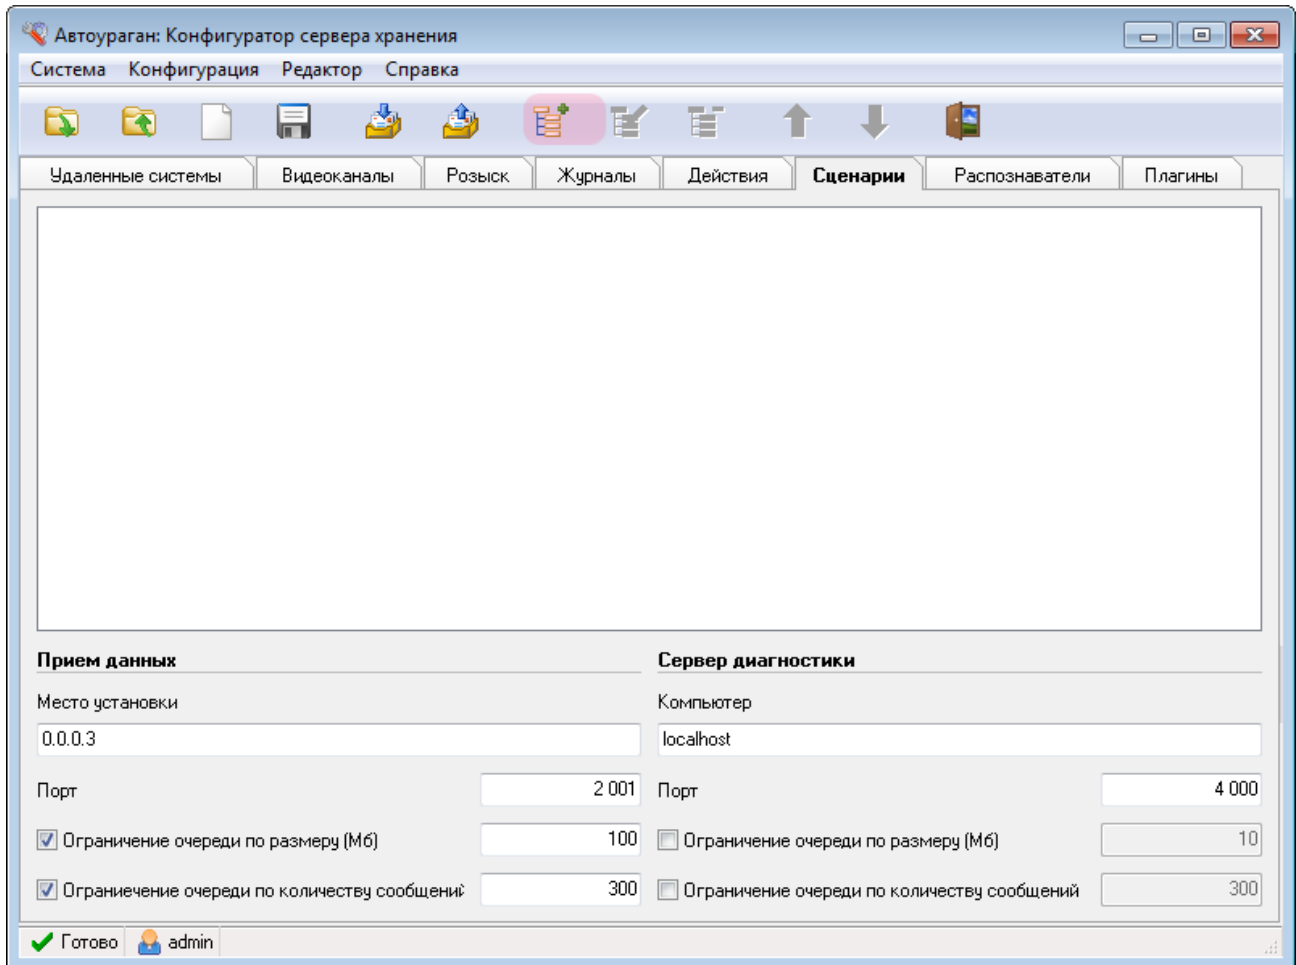 Автоураган: Конфигуратор сервера хранения
Система Конфигурация Редактор Справка
Удаленные системы Видеоканалы Розыск Журналы Действия Сценарии Распознаватели Плагины
Прием данных Сервер диагностики
Место установки Компьютер
0.0.0.3 localhost
Порт 2 001 Порт 4 000
Ограничение очереди по размеру (Мб) 100 Ограничение очереди по размеру (Мб) 10
Ограниечение очереди по количеству сообщений 300 Ограничение очереди по количеству сообщений 300
Готово admin